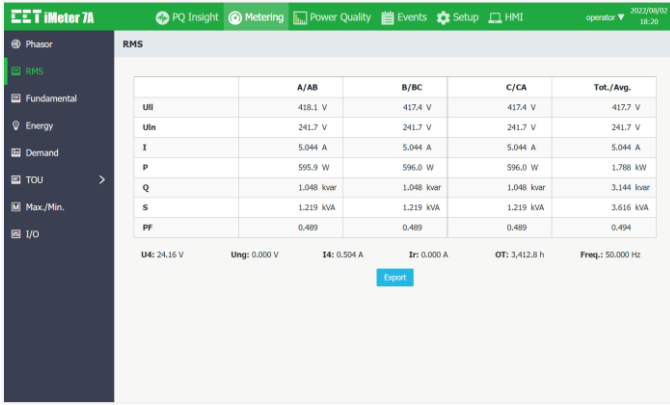 CET iMeter 7A PQ Insight Metering Power Quality Events Setup HMI operator ▼ 2022/08/02
18:20
Phasor
RMS
Fundamental
Energy
Demand
TOU >
Max./Min.
I/O
RMS
A/AB B/BC C/CA Tot./Avg.
Ull 418.1 V 417.4 V 417.4 V 417.7 V
Uln 241.7 V 241.7 V 241.7 V 241.7 V
I 5.044 A 5.044 A 5.044 A 5.044 A
P 595.9 W 596.0 W 596.0 W 1.788 kW
Q 1.048 kvar 1.048 kvar 1.048 kvar 3.144 kvar
S 1.219 kVA 1.219 kVA 1.219 kVA 3.616 kVA
PF 0.489 0.489 0.489 0.494
U4: 24.16 V Ung: 0.000 V I4: 0.504 A Ir: 0.000 A OT: 3,412.8 h Freq.: 50.000 Hz
Export